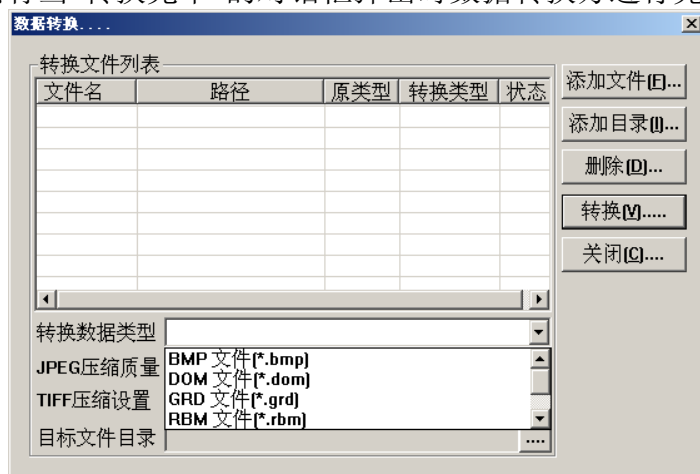 数据转换....
转换文件列表
文件名 路径 原类型 转换类型 状态
添加文件(F)...
添加目录(I)...
删除(D)...
转换(V).....
关闭(C)....
转换数据类型
JPEG压缩质量
BMP 文件(*.bmp)
DOM 文件(*.dom)
TIFF压缩设置
GRD 文件(*.grd)
RBM 文件(*.rbm)
目标文件目录 ....